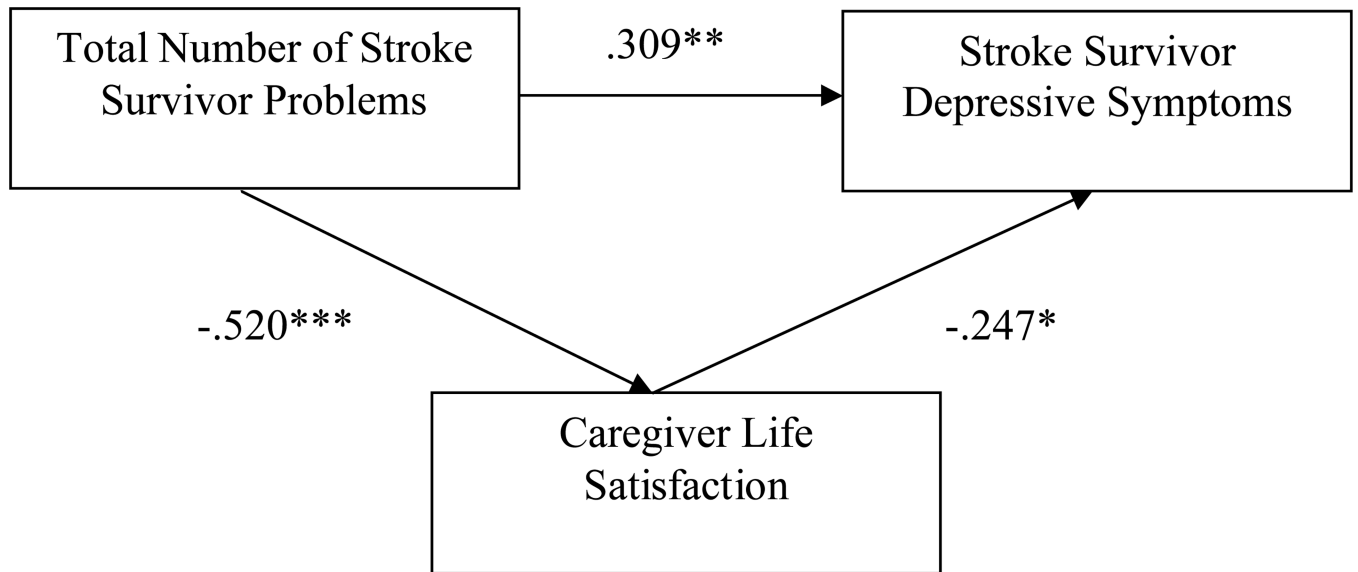 Total Number of Stroke
Survivor Problems
.309**
Stroke Survivor
Depressive Symptoms
-.520***
-.247*
Caregiver Life
Satisfaction